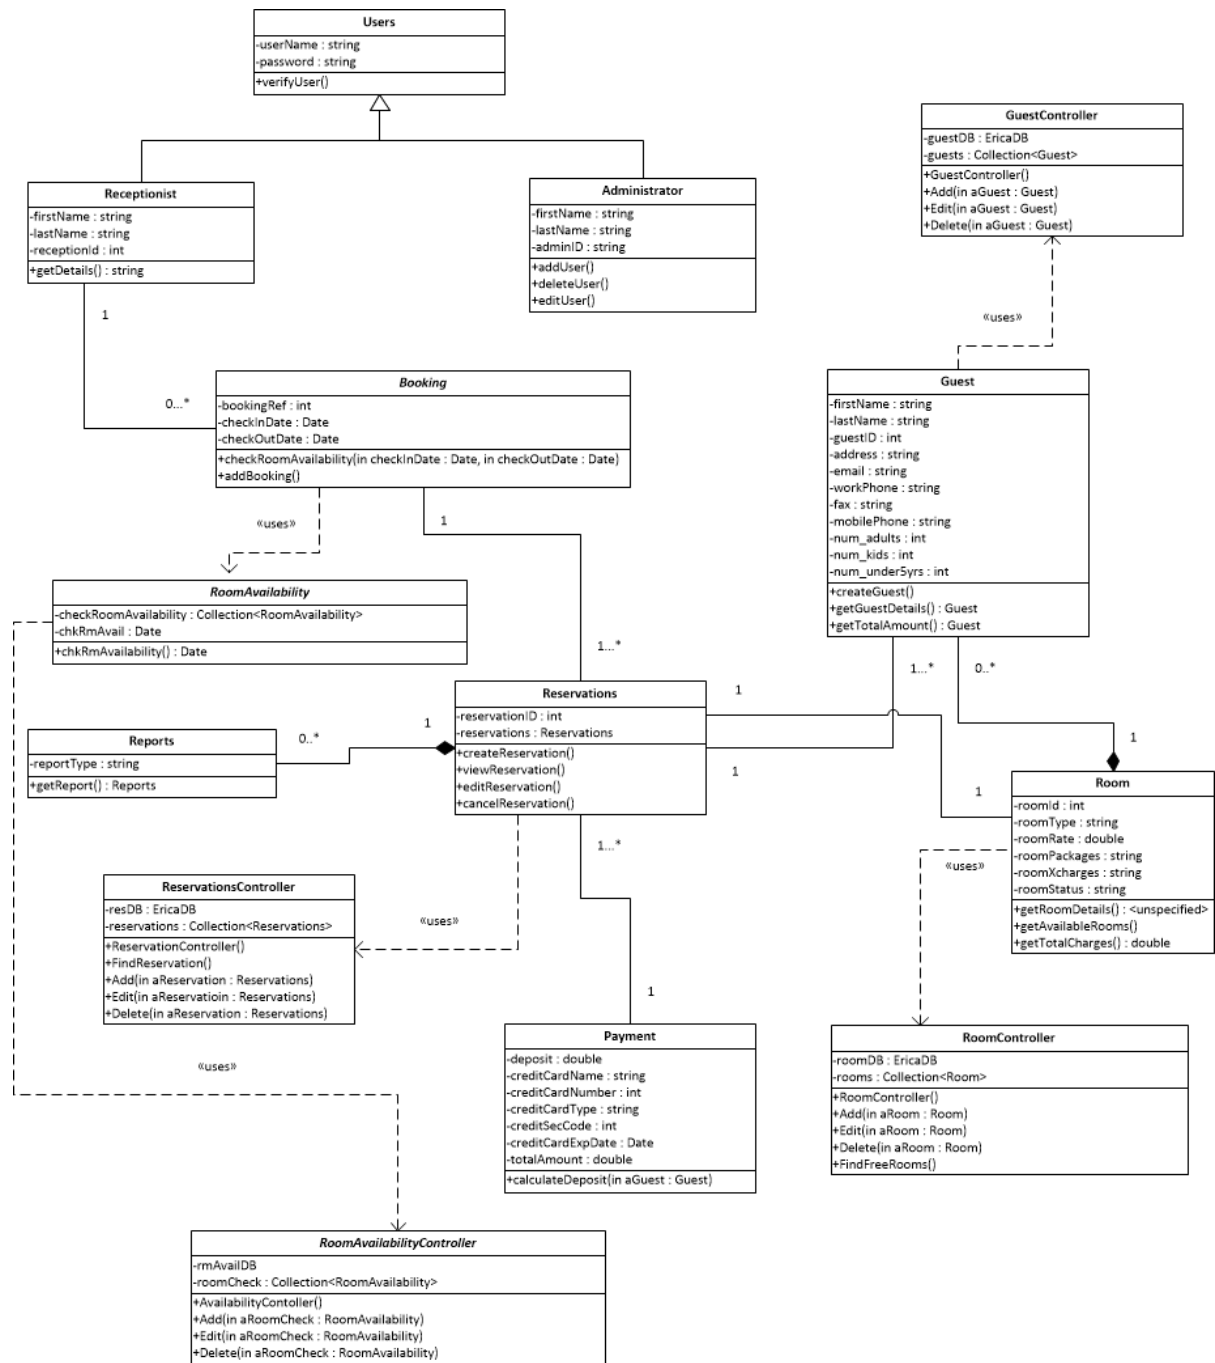 Users
-userName : string
-password : string
+verifyUser()
Receptionist
-firstName : string
-lastName : string
-receptionId : int
+getDetails() : string
Administrator
-firstName : string
-lastName : string
-adminID : string
+addUser()
+deleteUser()
+editUser()
GuestController
-guestDB : EricaDB
-guests : Collection<Guest>
+GuestController()
+Add(in aGuest : Guest)
+Edit(in aGuest : Guest)
+Delete(in aGuest : Guest)
1
0...*
«uses»
Booking
-bookingRef : int
-checkInDate : Date
-checkOutDate : Date
+checkRoomAvailability(in checkInDate : Date, in checkOutDate : Date)
+addBooking()
Guest
-firstName : string
-lastName : string
-guestID : int
-address : string
-email : string
-workPhone : string
-fax : string
-mobilePhone : string
-num_adults : int
-num_kids : int
-num_under5yrs : int
+createGuest()
+getGuestDetails() : Guest
+getTotalAmount() : Guest
«uses»
1
RoomAvailability
-checkRoomAvailability : Collection<RoomAvailability>
-chkRmAvail : Date
+chkRmAvailability() : Date
1...*
1...*
0..*
Reservations
-reservationID : int
-reservations : Reservations
+createReservation()
+viewReservation()
+editReservation()
+cancelReservation()
1
1
1
0..*
1
1
Reports
-reportType : string
+getReport() : Reports
Room
-roomId : int
-roomType : string
-roomRate : double
-roomPackages : string
-roomXcharges : string
-roomStatus : string
+getRoomDetails() : <unspecified>
+getAvailableRooms()
+getTotalCharges() : double
«uses»
1...*
ReservationsController
-resDB : EricaDB
-reservations : Collection<Reservations>
+ReservationController()
+FindReservation()
+Add(in aReservation : Reservations)
+Edit(in aReservatioin : Reservations)
+Delete(in aReservation : Reservations)
«uses»
1
Payment
-deposit : double
-creditCardName : string
-creditCardNumber : int
-creditCardType : string
-creditSecCode : int
-creditCardExpDate : Date
-totalAmount : double
+calculateDeposit(in aGuest : Guest)
RoomController
-roomDB : EricaDB
-rooms : Collection<Room>
+RoomController()
+Add(in aRoom : Room)
+Edit(in aRoom : Room)
+Delete(in aRoom : Room)
+FindFreeRooms()
«uses»
RoomAvailabilityController
-rmAvailDB
-roomCheck : Collection<RoomAvailability>
+AvailabilityContoller()
+Add(in aRoomCheck : RoomAvailability)
+Edit(in aRoomCheck : RoomAvailability)
+Delete(in aRoomCheck : RoomAvailability)